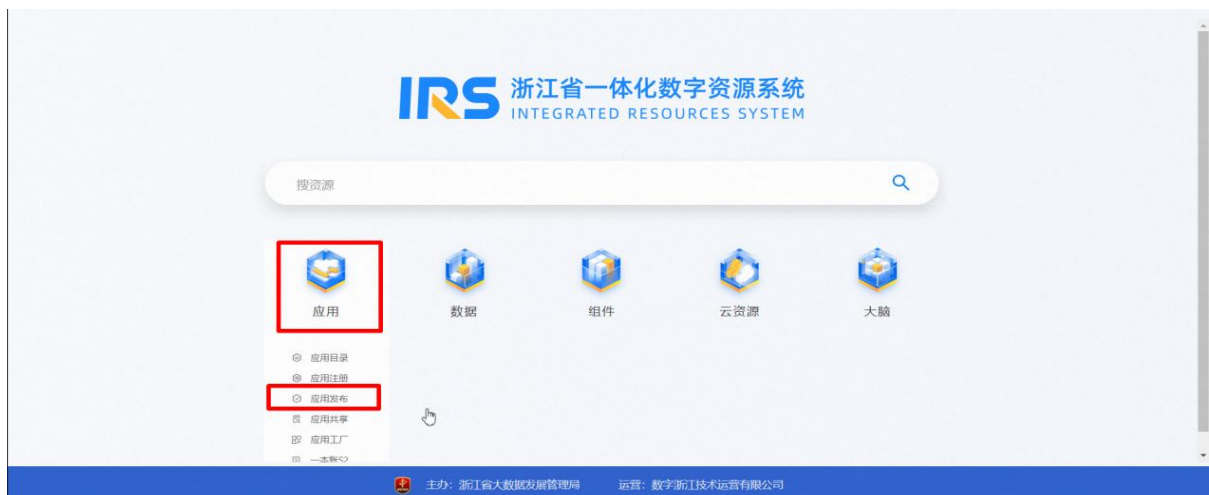 IRS 浙江省一体化数字资源系统
INTEGRATED RESOURCES SYSTEM
搜资源
应用 数据 组件 云资源 大脑
应用目录
应用注册
应用发布
应用共享
应用工厂
主办：浙江省大数据发展管理局 运营：数字浙江技术运营有限公司